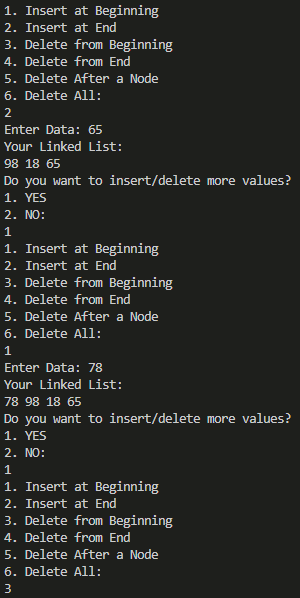 1. Insert at Beginning
2. Insert at End
3. Delete from Beginning
4. Delete from End
5. Delete After a Node
6. Delete All:
2
Enter Data: 65
Your Linked List:
98 18 65
Do you want to insert/delete more values?
1. YES
2. NO:
1
1. Insert at Beginning
2. Insert at End
3. Delete from Beginning
4. Delete from End
5. Delete After a Node
6. Delete All:
1
Enter Data: 78
Your Linked List:
78 98 18 65
Do you want to insert/delete more values?
1. YES
2. NO:
1
1. Insert at Beginning
2. Insert at End
3. Delete from Beginning
4. Delete from End
5. Delete After a Node
6. Delete All:
3